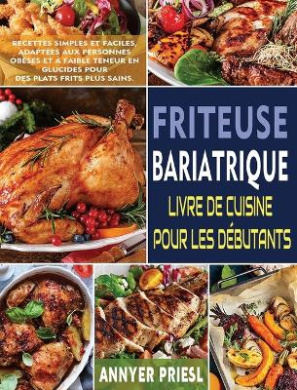 RECETTES SIMPLES ET FACILES,
ADAPTÉES AUX PERSONNES
OBÈSES ET À FAIBLE TENEUR EN
GLUCIDES POUR
DES PLATS FRITS PLUS SAINS.
FRITEUSE
BARIATRIQUE
LIVRE DE CUISINE
POUR LES DÉBUTANTS
ANNYER PRIESL